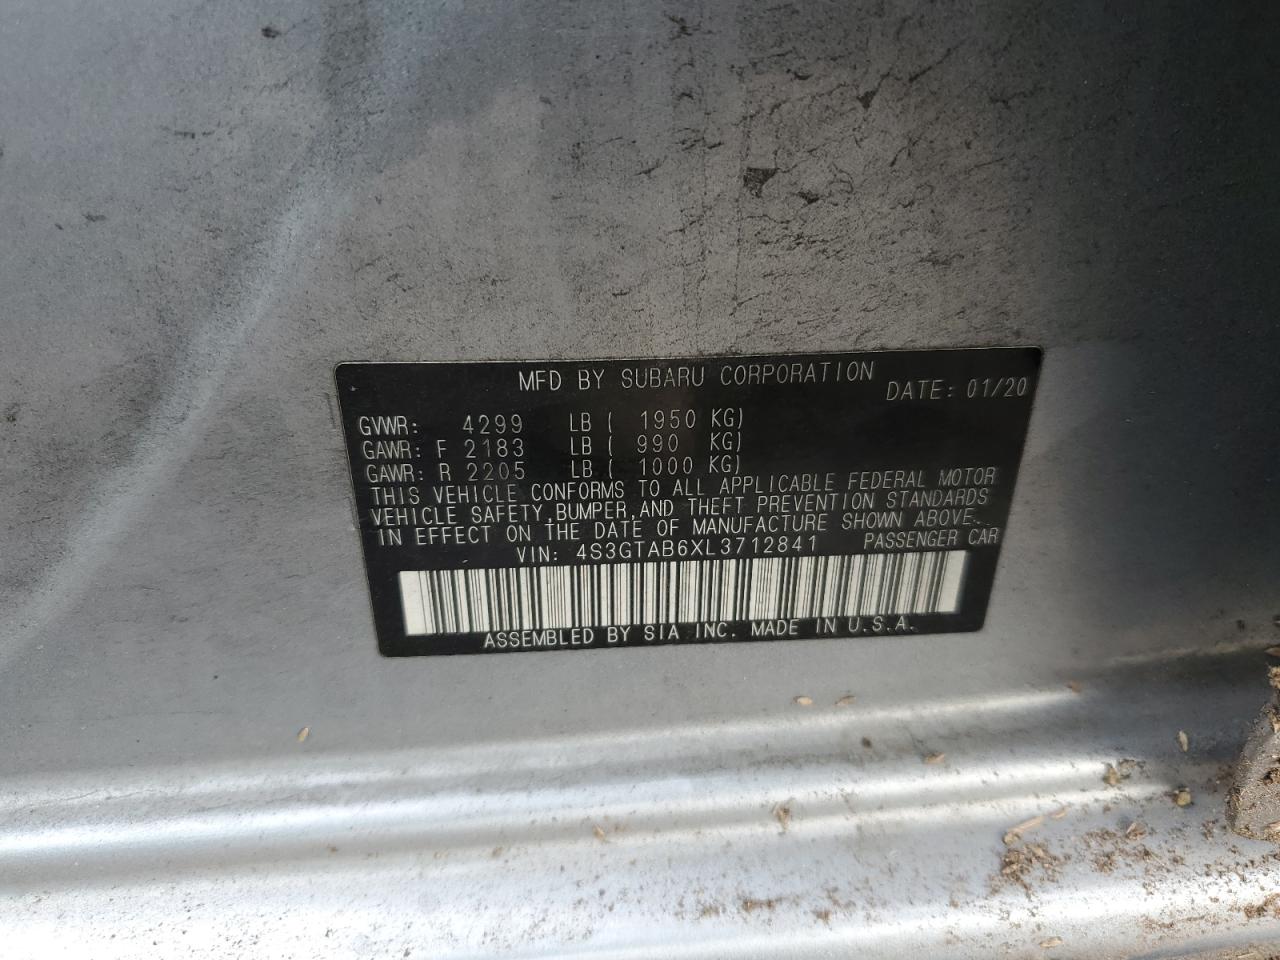 MFD BY SUBARU CORPORATION DATE: 01/20
GVWR: 4299 LB ( 1950 KG)
GAWR: F 2183 LB ( 990 KG)
GAWR: R 2205 LB ( 1000 KG)
THIS VEHICLE CONFORMS TO ALL APPLICABLE FEDERAL MOTOR
VEHICLE SAFETY,BUMPER,AND THEFT PREVENTION STANDARDS
IN EFFECT ON THE DATE OF MANUFACTURE SHOWN ABOVE.
VIN: 4S3GTAB6XL3712841 PASSENGER CAR
ASSEMBLED BY SIA INC. MADE IN U.S.A.